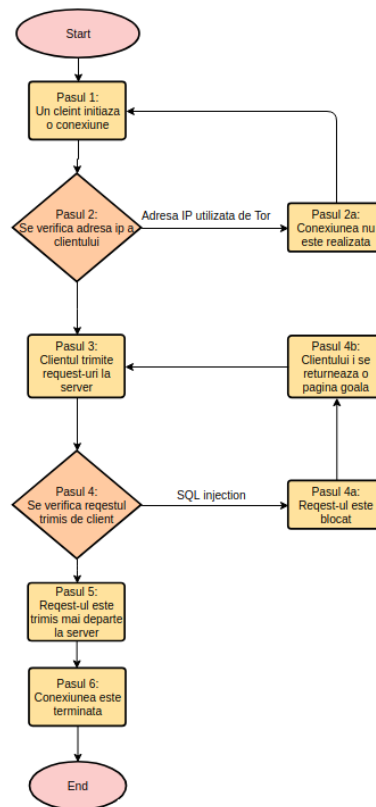 Start
Pasul 1:
Un cleint initiaza
o conexiune
Pasul 2:
Se verifica adresa ip a
clientului
Adresa IP utilizata de Tor
Pasul 2a:
Conexiunea nu
este realizata
Pasul 3:
Clientul trimite
request-uri la
server
Pasul 4b:
Clientului i se
returneaza o
pagina goala
Pasul 4:
Se verifica reqestul
trimis de client
SQL injection
Pasul 4a:
Reqest-ul este
blocat
Pasul 5:
Reqest-ul este
trimis mai departe
la server
Pasul 6:
Conexiunea este
terminata
End